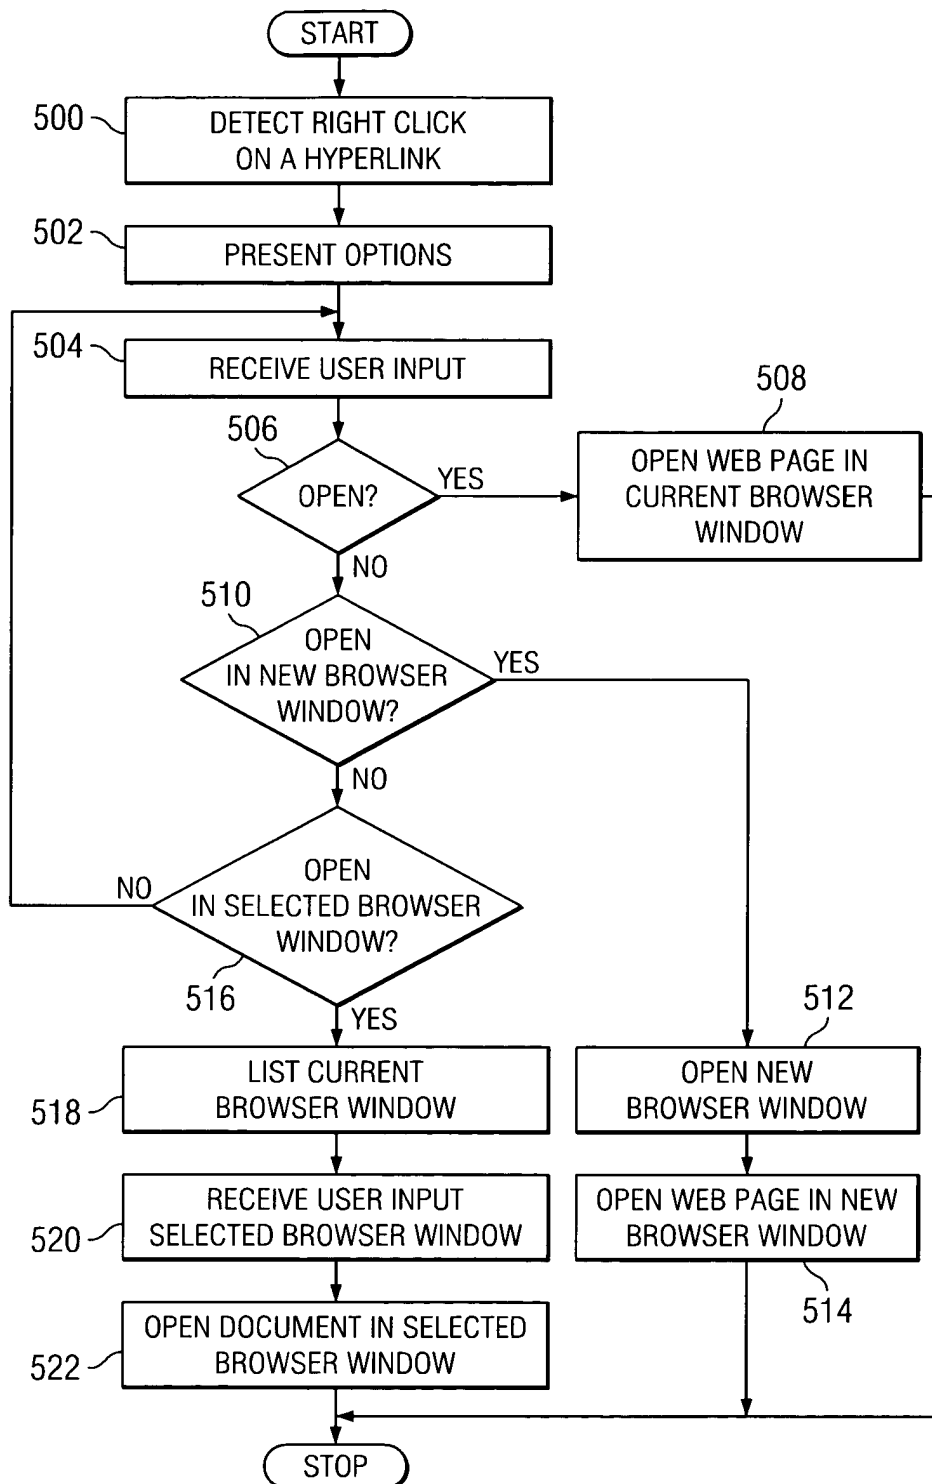 START
500
DETECT RIGHT CLICK
ON A HYPERLINK
502
PRESENT OPTIONS
504
RECEIVE USER INPUT
506
OPEN?
YES
508
OPEN WEB PAGE IN
CURRENT BROWSER
WINDOW
NO
510
OPEN
IN NEW BROWSER
WINDOW?
YES
NO
OPEN
IN SELECTED BROWSER
WINDOW?
NO
516
YES
518
LIST CURRENT
BROWSER WINDOW
512
OPEN NEW
BROWSER WINDOW
520
RECEIVE USER INPUT
SELECTED BROWSER WINDOW
OPEN WEB PAGE IN NEW
BROWSER WINDOW
514
522
OPEN DOCUMENT IN SELECTED
BROWSER WINDOW
STOP